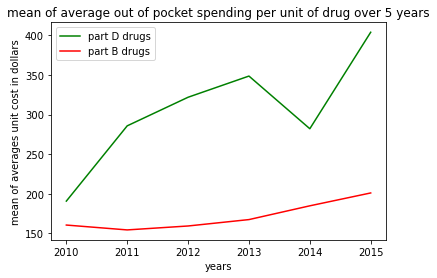 mean of average out of pocket spending per unit of drug over 5 years
part D drugs
part B drugs
mean of averages unit cost in dollars
400
350
300
250
200
150
2010
2011
2012
2013
2014
2015
years